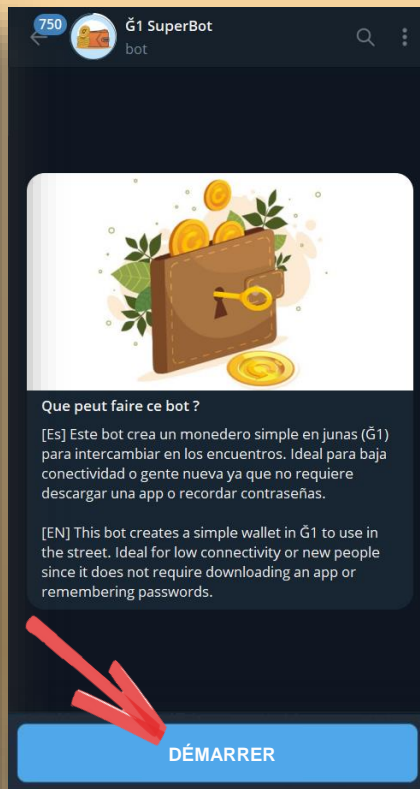 750
Ğ1 SuperBot
bot
Que peut faire ce bot ?
[Es] Este bot crea un monedero simple en junas (Ğ1)
para intercambiar en los encuentros. Ideal para baja
conectividad o gente nueva ya que no requiere
descargar una app o recordar contraseñas.
[EN] This bot creates a simple wallet in Ğ1 to use in
the street. Ideal for low connectivity or new people
since it does not require downloading an app or
remembering passwords.
DÉMARRER